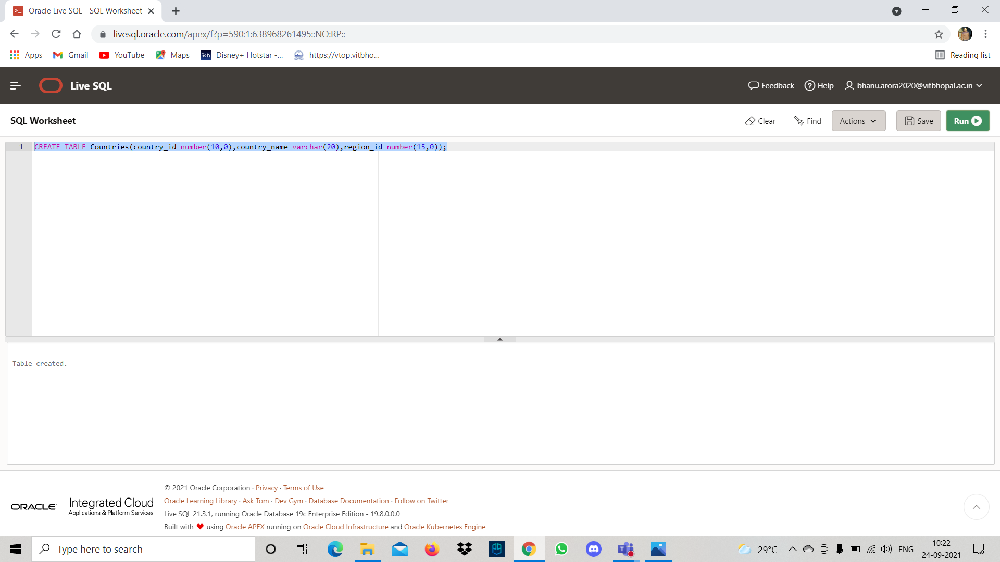 Oracle Live SQL - SQL Worksheet
livesql.oracle.com/apex/f?p=590:1:638968261495::NO:RP::
Apps Gmail YouTube Maps Disney+ Hotstar -... https://vtop.vitbho... Reading list
Live SQL Feedback Help bhanu.arora2020@vitbhopal.ac.in
SQL Worksheet Clear Find Actions Save Run
1 CREATE TABLE Countries(country_id number(10,0),country_name varchar(20),region_id number(15,0));
Table created.
© 2021 Oracle Corporation · Privacy · Terms of Use
Oracle Learning Library · Ask Tom · Dev Gym · Database Documentation · Follow on Twitter
Live SQL 21.3.1, running Oracle Database 19c Enterprise Edition - 19.8.0.0.0
Built with ❤ using Oracle APEX running on Oracle Cloud Infrastructure and Oracle Kubernetes Engine
ORACLE Integrated Cloud
Applications & Platform Services
Type here to search
29°C ENG 10:22
24-09-2021